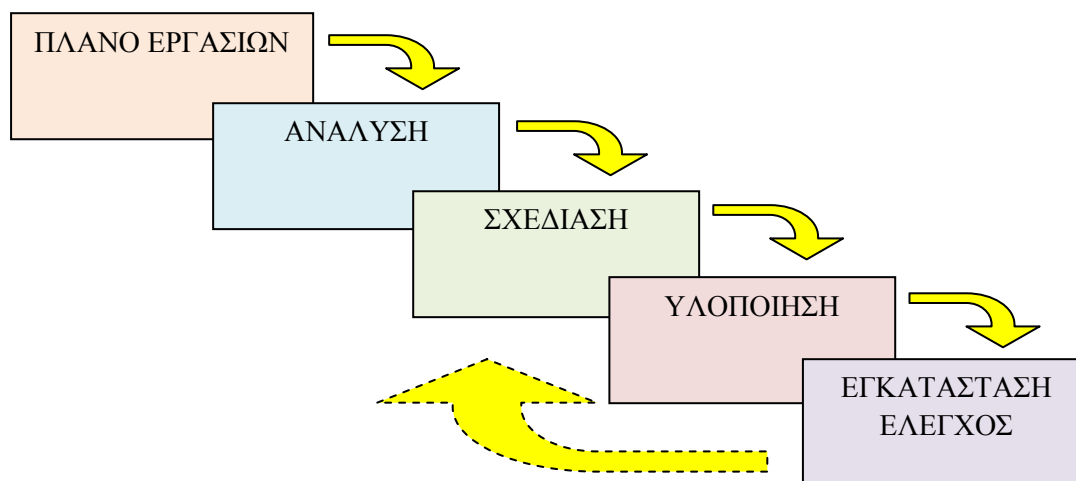 ΠΛΑΝΟ ΕΡΓΑΣΙΩΝ
ΑΝΑΛΥΣΗ
ΣΧΕΔΙΑΣΗ
ΥΛΟΠΟΙΗΣΗ
ΕΓΚΑΤΑΣΤΑΣΗ
ΕΛΕΓΧΟΣ